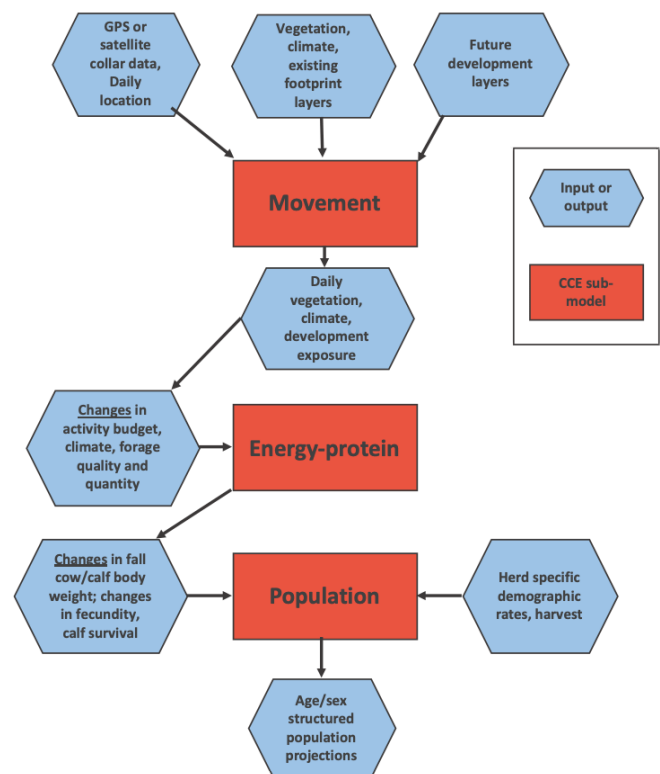 GPS or
satellite
collar data,
Daily
location
Vegetation,
climate,
existing
footprint
layers
Future
development
layers
Movement
Input or
output
CCE sub-
model
Daily
vegetation,
climate,
development
exposure
Changes in
activity budget,
climate, forage
quality and
quantity
Energy-protein
Changes in fall
cow/calf body
weight; changes
in fecundity,
calf survival
Population
Herd specific
demographic
rates, harvest
Age/sex
structured
population
projections